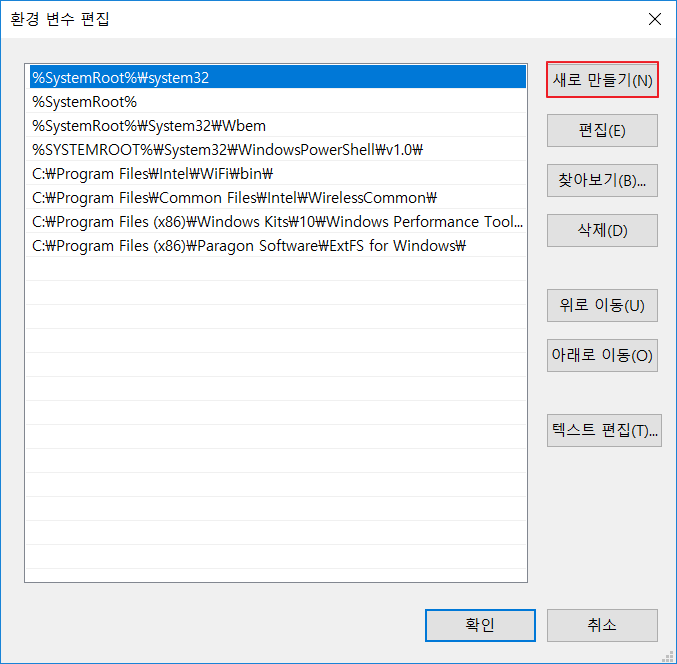 환경 변수 편집
%SystemRoot%₩system32
%SystemRoot%
%SystemRoot%₩System32₩Wbem
%SYSTEMROOT%₩System32₩WindowsPowerShell₩v1.0₩
C:₩Program Files₩Intel₩WiFi₩bin₩
C:₩Program Files₩Common Files₩Intel₩WirelessCommon₩
C:₩Program Files (x86)₩Windows Kits₩10₩Windows Performance Tool...
C:₩Program Files (x86)₩Paragon Software₩ExtFS for Windows₩
새로 만들기(N)
편집(E)
찾아보기(B)...
삭제(D)
위로 이동(U)
아래로 이동(O)
텍스트 편집(T)...
확인
취소